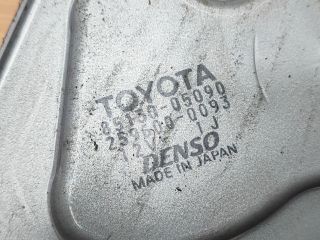 TOYOTA
85130-05090
259600-0093
12V 1J
DENSO
MADE IN JAPAN